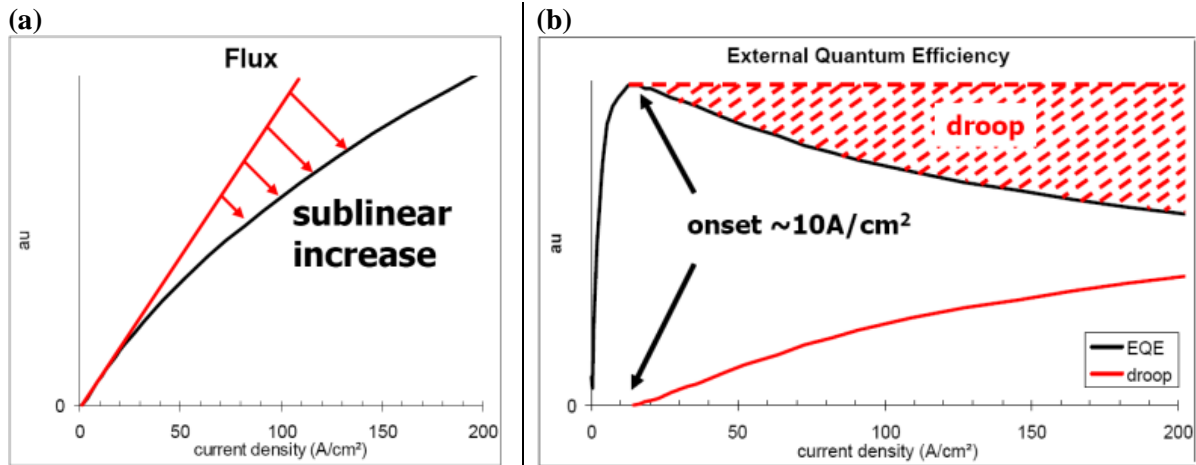 (a)
Flux
sublinear
increase
au
0
0
50
100
150
200
current density (A/cm²)
(b)
External Quantum Efficiency
droop
onset ~10A/cm²
au
EQE
droop
0
0
50
100
150
200
current density (A/cm²)